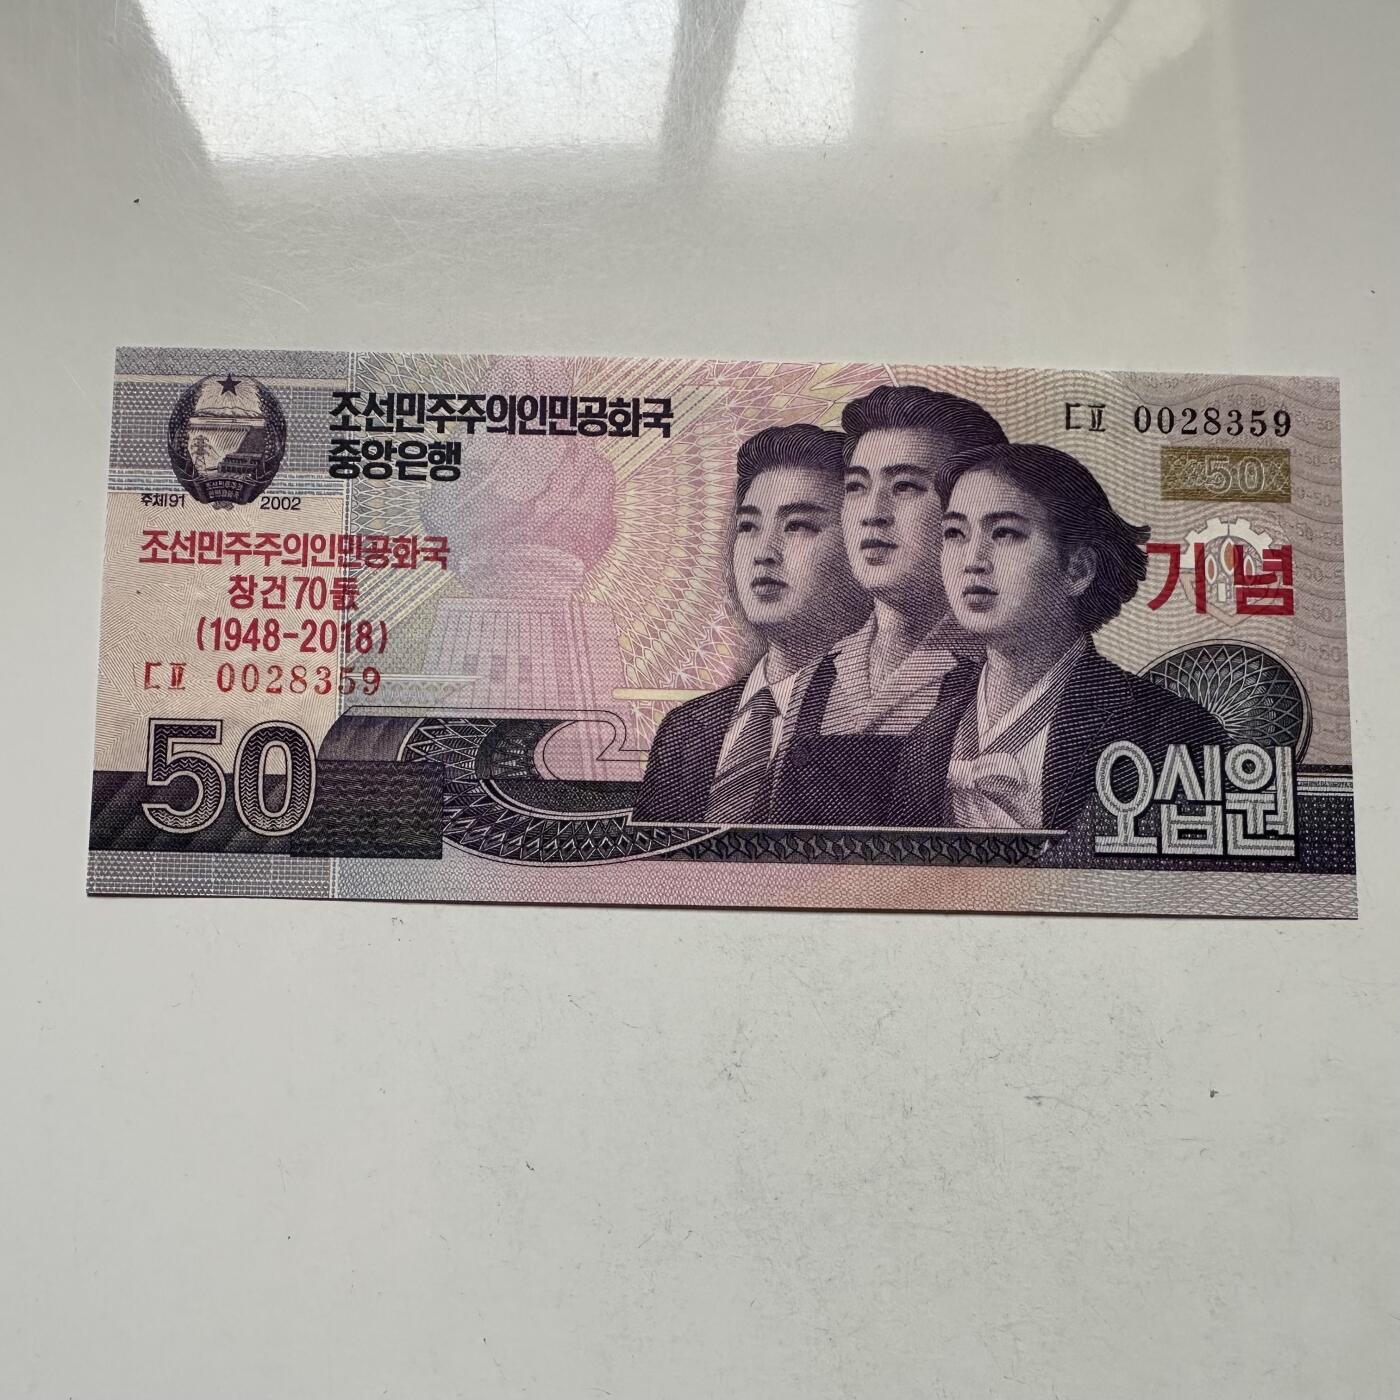 조선민주주의인민공화국
중앙은행
ㄷㅍ 0028359
50
주체91 2002
조선민주주의인민공화국
창건70돐
(1948-2018)
ㄷㅍ 0028359
기념
50
오십원